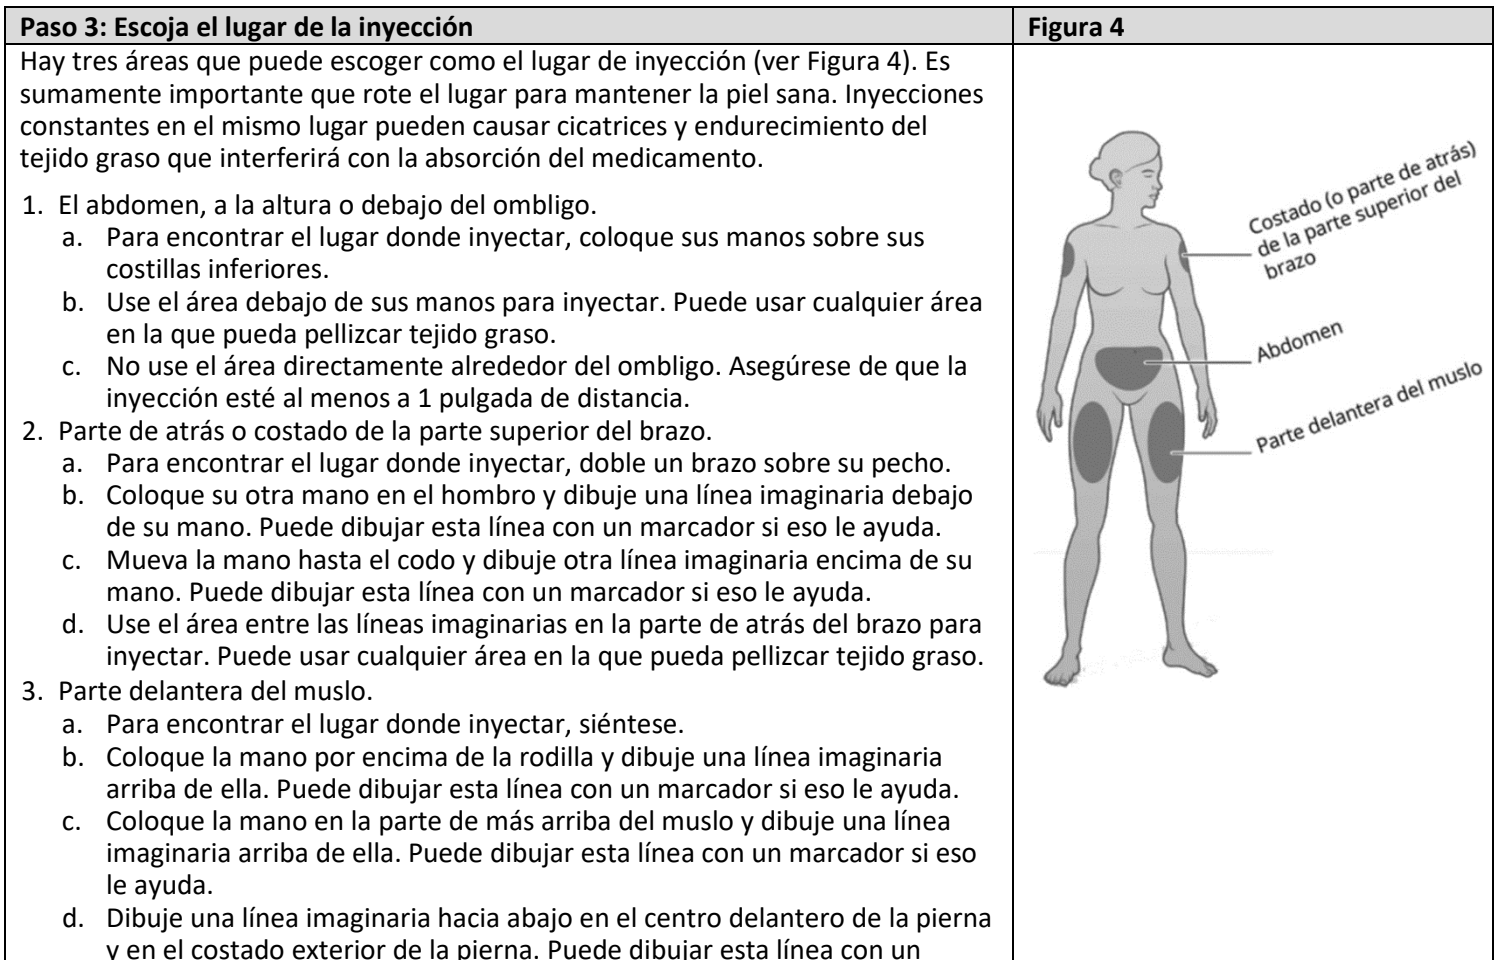 Paso 3: Escoja el lugar de la inyección
Hay tres áreas que puede escoger como el lugar de inyección (ver Figura 4). Es
sumamente importante que rote el lugar para mantener la piel sana. Inyecciones
constantes en el mismo lugar pueden causar cicatrices y endurecimiento del
tejido graso que interferirá con la absorción del medicamento.
1. El abdomen, a la altura o debajo del ombligo.
a. Para encontrar el lugar donde inyectar, coloque sus manos sobre sus
costillas inferiores.
b. Use el área debajo de sus manos para inyectar. Puede usar cualquier área
en la que pueda pellizcar tejido graso.
c. No use el área directamente alrededor del ombligo. Asegúrese de que la
inyección esté al menos a 1 pulgada de distancia.
2. Parte de atrás o costado de la parte superior del brazo.
a. Para encontrar el lugar donde inyectar, doble un brazo sobre su pecho.
b. Coloque su otra mano en el hombro y dibuje una línea imaginaria debajo
de su mano. Puede dibujar esta línea con un marcador si eso le ayuda.
c. Mueva la mano hasta el codo y dibuje otra línea imaginaria encima de su
mano. Puede dibujar esta línea con un marcador si eso le ayuda.
d. Use el área entre las líneas imaginarias en la parte de atrás del brazo para
inyectar. Puede usar cualquier área en la que pueda pellizcar tejido graso.
3. Parte delantera del muslo.
a. Para encontrar el lugar donde inyectar, siéntese.
b. Coloque la mano por encima de la rodilla y dibuje una línea imaginaria
arriba de ella. Puede dibujar esta línea con un marcador si eso le ayuda.
c. Coloque la mano en la parte de más arriba del muslo y dibuje una línea
imaginaria arriba de ella. Puede dibujar esta línea con un marcador si eso
le ayuda.
d. Dibuje una línea imaginaria hacia abajo en el centro delantero de la pierna
y en el costado exterior de la pierna. Puede dibujar esta línea con un
Figura 4
Costado (o parte de atrás)
de la parte superior del
brazo
Abdomen
Parte delantera del muslo